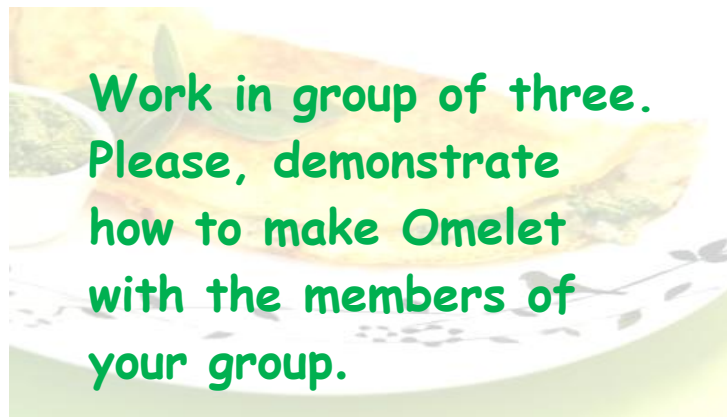 Work in group of three.
Please, demonstrate
how to make Omelet
with the members of
your group.